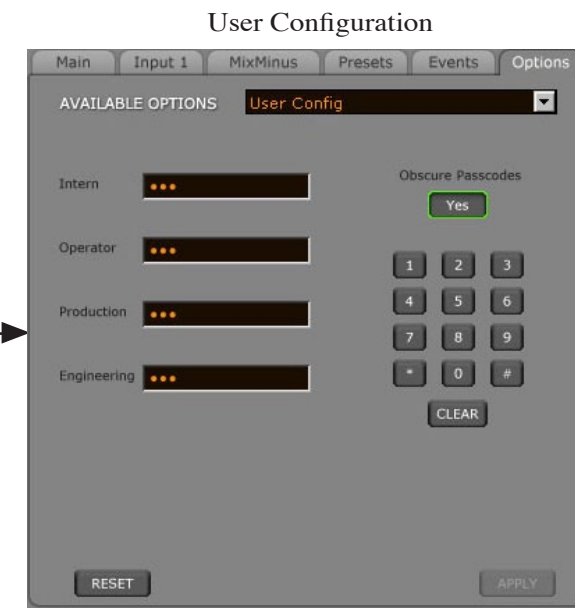 User Configuration
Main Input 1 MixMinus Presets Events Options
AVAILABLE OPTIONS User Config
Obscure Passcodes
Intern •••
Yes
Operator •••
1 2 3
4 5 6
Production •••
7 8 9
Engineering •••
* 0 #
CLEAR
RESET APPLY